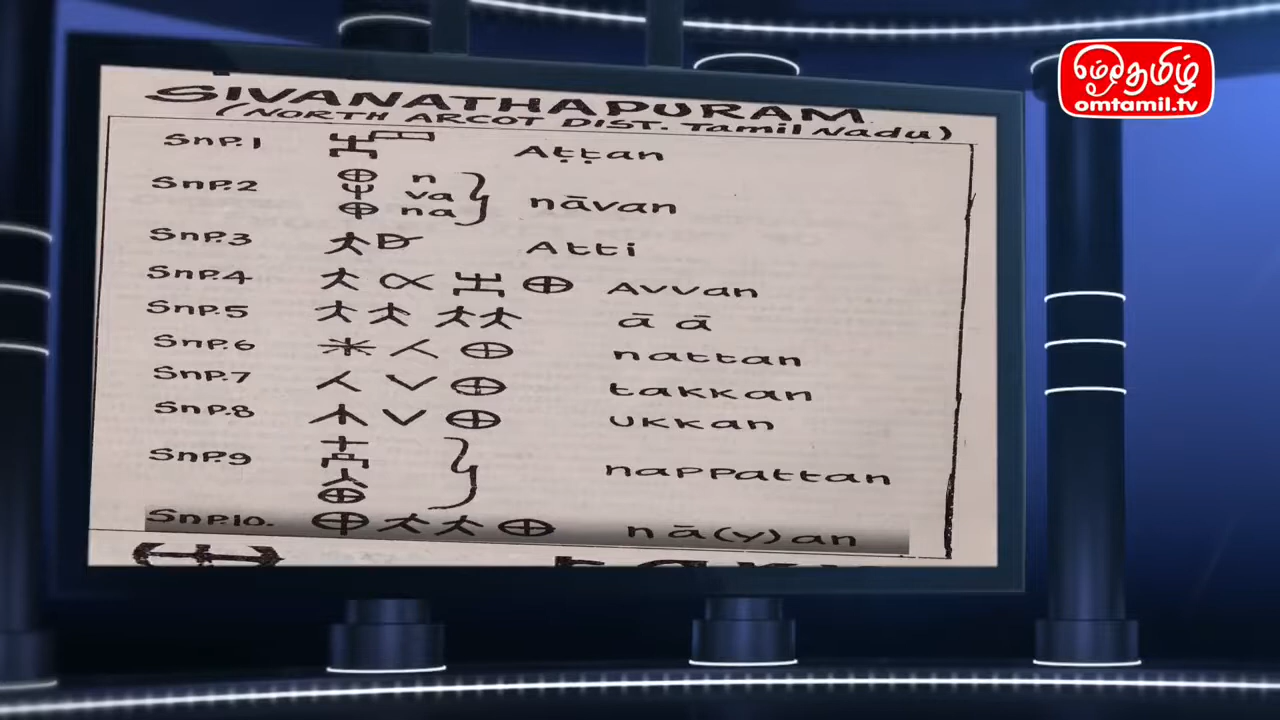 ஓம்தமிழ்
omtamil.tv
SIVANATHAPURAM
(NORTH ARCOT DIST. Tamil Nadu)
SnP.1 Aṭṭan
SnP.2 n va na } nāvan
SnP.3 Atti
SnP.4 Avvan
SnP.5 ā ā
SnP.6 nattan
SnP.7 takkan
SnP.8 ukkan
SnP.9 } nappattan
SnP.10. nā(y)an